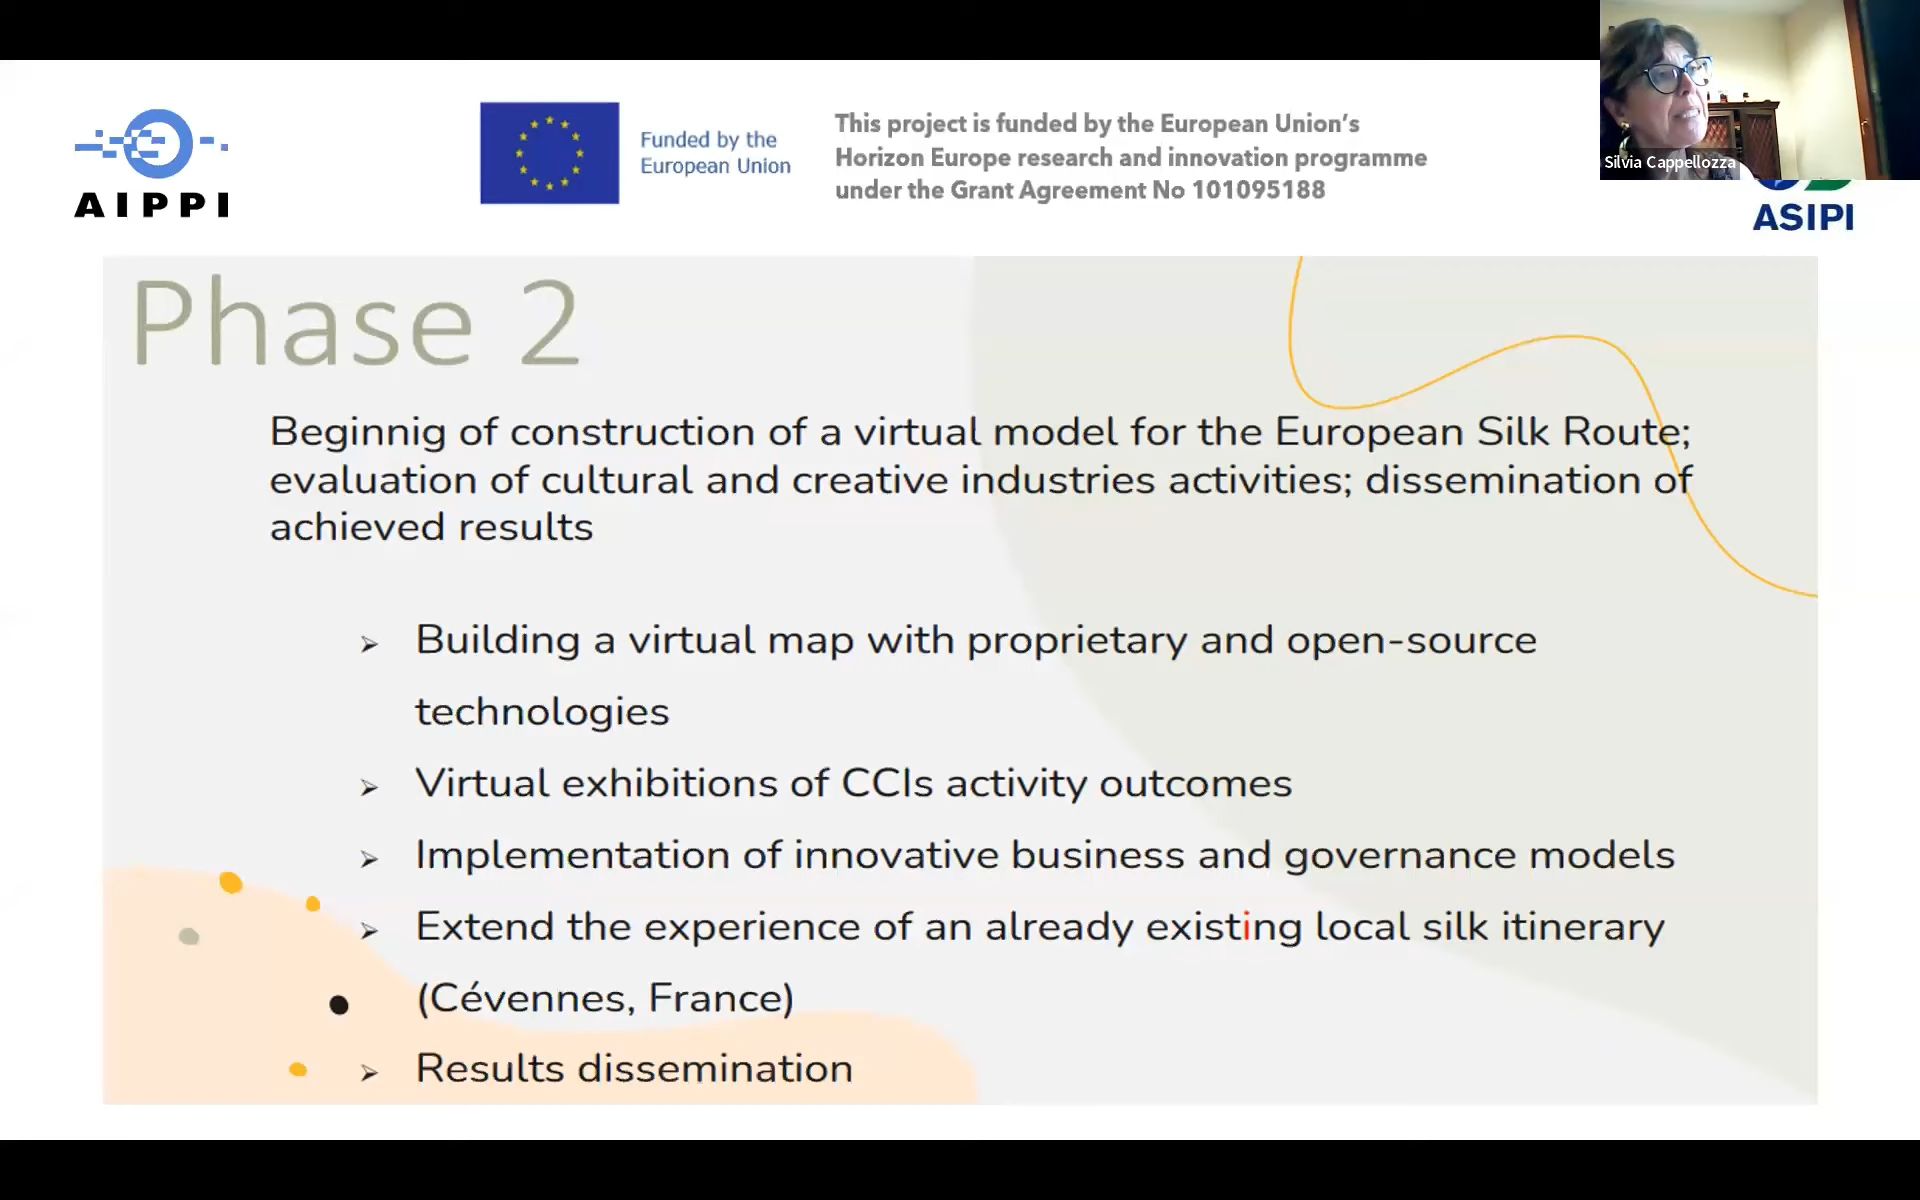 AIPPI
Funded by the
European Union
This project is funded by the European Union's
Horizon Europe research and innovation programme
under the Grant Agreement No 101095188
Silvia Cappellozza
ASIPI
Phase 2
Beginnig of construction of a virtual model for the European Silk Route;
evaluation of cultural and creative industries activities; dissemination of
achieved results
➢ Building a virtual map with proprietary and open-source
technologies
➢ Virtual exhibitions of CCIs activity outcomes
➢ Implementation of innovative business and governance models
➢ Extend the experience of an already existing local silk itinerary
(Cévennes, France)
➢ Results dissemination